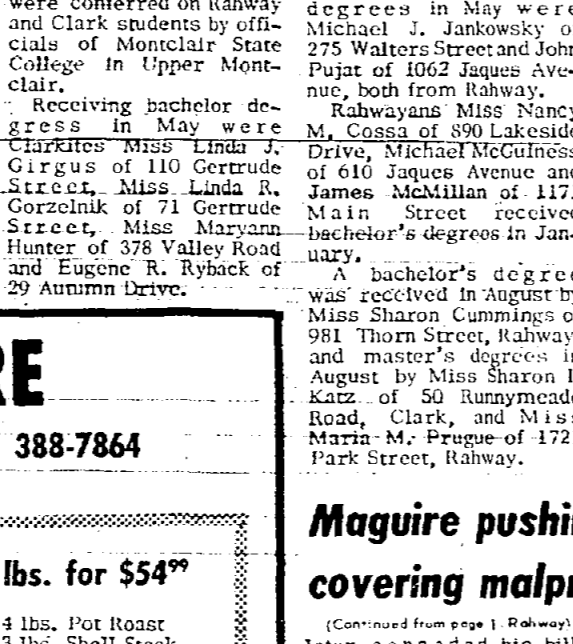 were conferred on Rahway
and Clark students by offi-
cials of Montclair State
College in Upper Mont-
clair.
Receiving bachelor de-
gress in May were
Clarkites Miss Linda J.
Girgus of 110 Gertrude
Street, Miss Linda R.
Gorzelnik of 71 Gertrude
Street, Miss Maryann
Hunter of 378 Valley Road
and Eugene R. Ryback of
29 Autumn Drive.
RE
388-7864
lbs. for $54⁹⁹
4 lbs. Pot Roast
3 lbs. Shell Steak
degrees in May were
Michael J. Jankowsky o
275 Walters Street and John
Pujat of 1062 Jaques Ave-
nue, both from Rahway.
Rahwayans Miss Nancy
M. Cossa of 890 Lakeside
Drive, Michael McGuiness
of 610 Jaques Avenue and
James McMillan of 117
Main Street received
bachelor's degrees in Jan-
uary.
A bachelor's degree
was received in August by
Miss Sharon Cummings o
981 Thorn Street, Rahway
and master's degrees in
August by Miss Sharon
Katz of 50 Runnymeade
Road, Clark, and Miss
Maria M. Prugue of 172
Park Street, Rahway.
Maguire pushi
covering malpr
(Continued from page 1 Rahway)